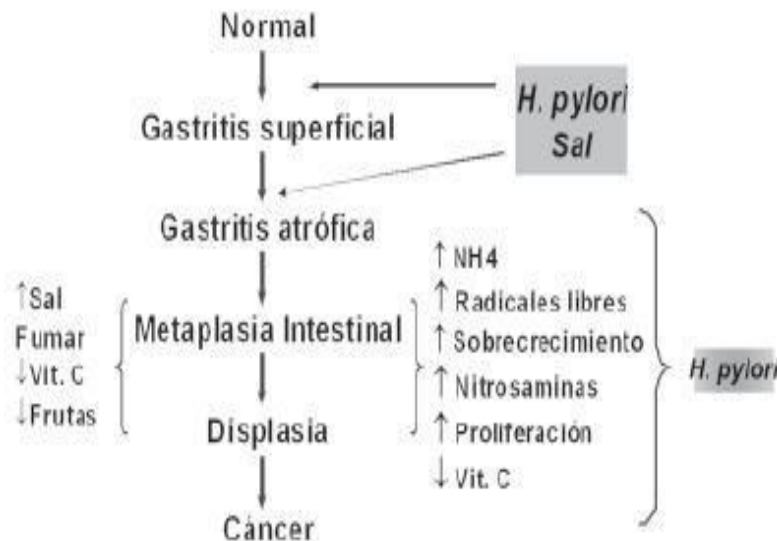 Normal
H. pylori
Sal
Gastritis superficial
Gastritis atrófica
↑Sal
Fumar
↓Vit. C
↓Frutas
Metaplasia Intestinal
Displasia
Cáncer
↑ NH4
↑ Radicales libres
↑ Sobrecrecimiento
↑ Nitrosaminas
↑ Proliferación
↓ Vit. C
H. pylori